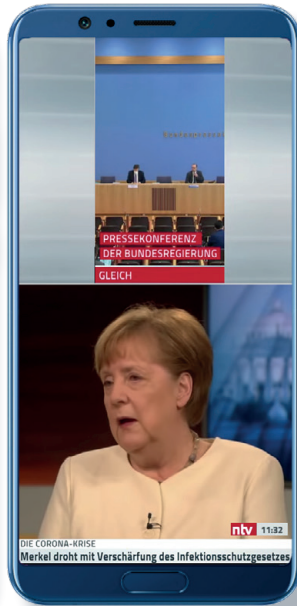 PRESSEKONFERENZ
DER BUNDESREGIERUNG
GLEICH
ntv 11:32
DIE CORONA-KRISE
Merkel droht mit Verschärfung des Infektionsschutzgesetzes